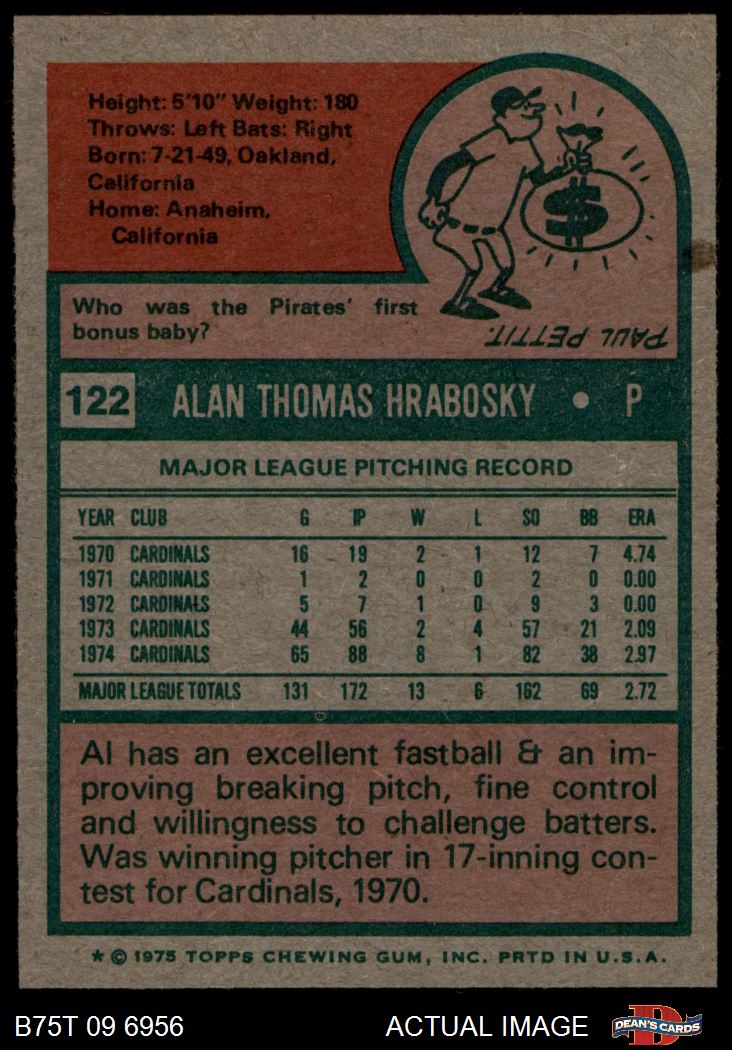 Height: 5'10" Weight: 180
Throws: Left Bats: Right
Born: 7-21-49, Oakland,
California
Home: Anaheim,
California
$
Who was the Pirates' first
bonus baby?
PAUL PETTIT.
122 ALAN THOMAS HRABOSKY • P
MAJOR LEAGUE PITCHING RECORD
YEAR CLUB G IP W L SO BB ERA
1970 CARDINALS 16 19 2 1 12 7 4.74
1971 CARDINALS 1 2 0 0 2 0 0.00
1972 CARDINALS 5 7 1 0 9 3 0.00
1973 CARDINALS 44 56 2 4 57 21 2.09
1974 CARDINALS 65 88 8 1 82 38 2.97
MAJOR LEAGUE TOTALS 131 172 13 6 162 69 2.72
Al has an excellent fastball & an im-
proving breaking pitch, fine control
and willingness to challenge batters.
Was winning pitcher in 17-inning con-
test for Cardinals, 1970.
* © 1975 TOPPS CHEWING GUM, INC. PRTD IN U.S.A.
B75T 09 6956 ACTUAL IMAGE DEAN'S CARDS